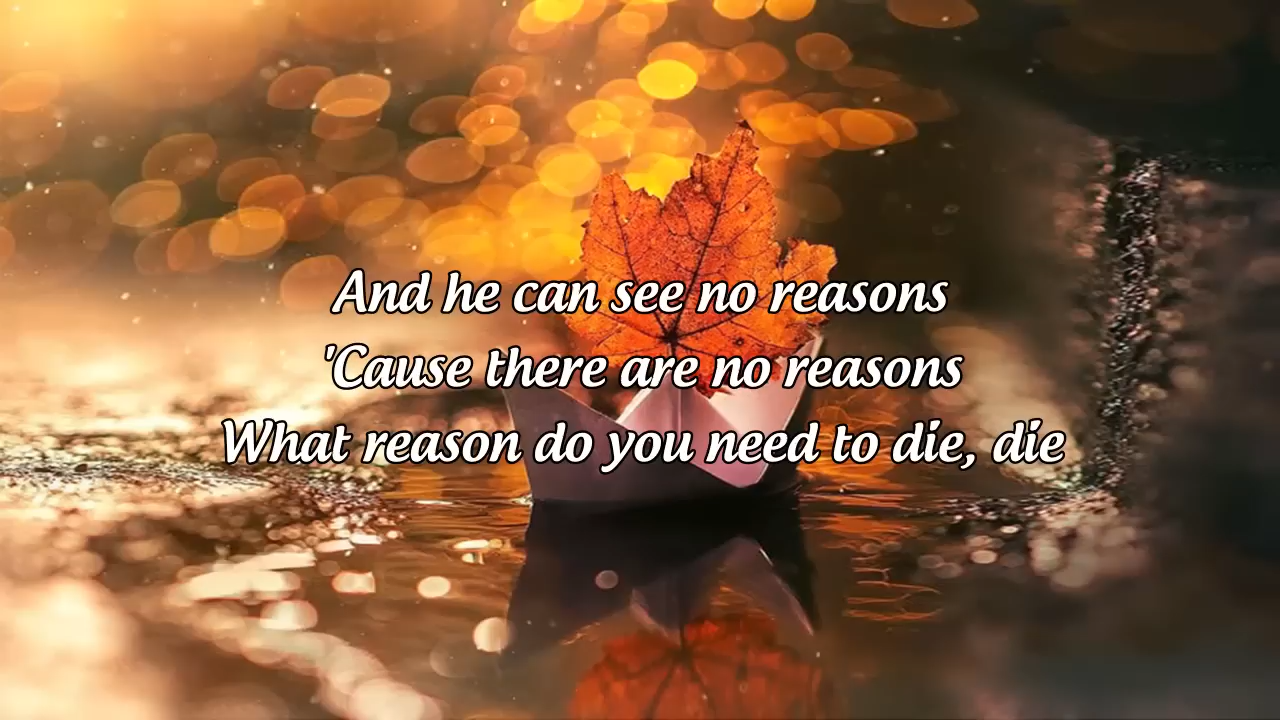 And he can see no reasons
'Cause there are no reasons
What reason do you need to die, die